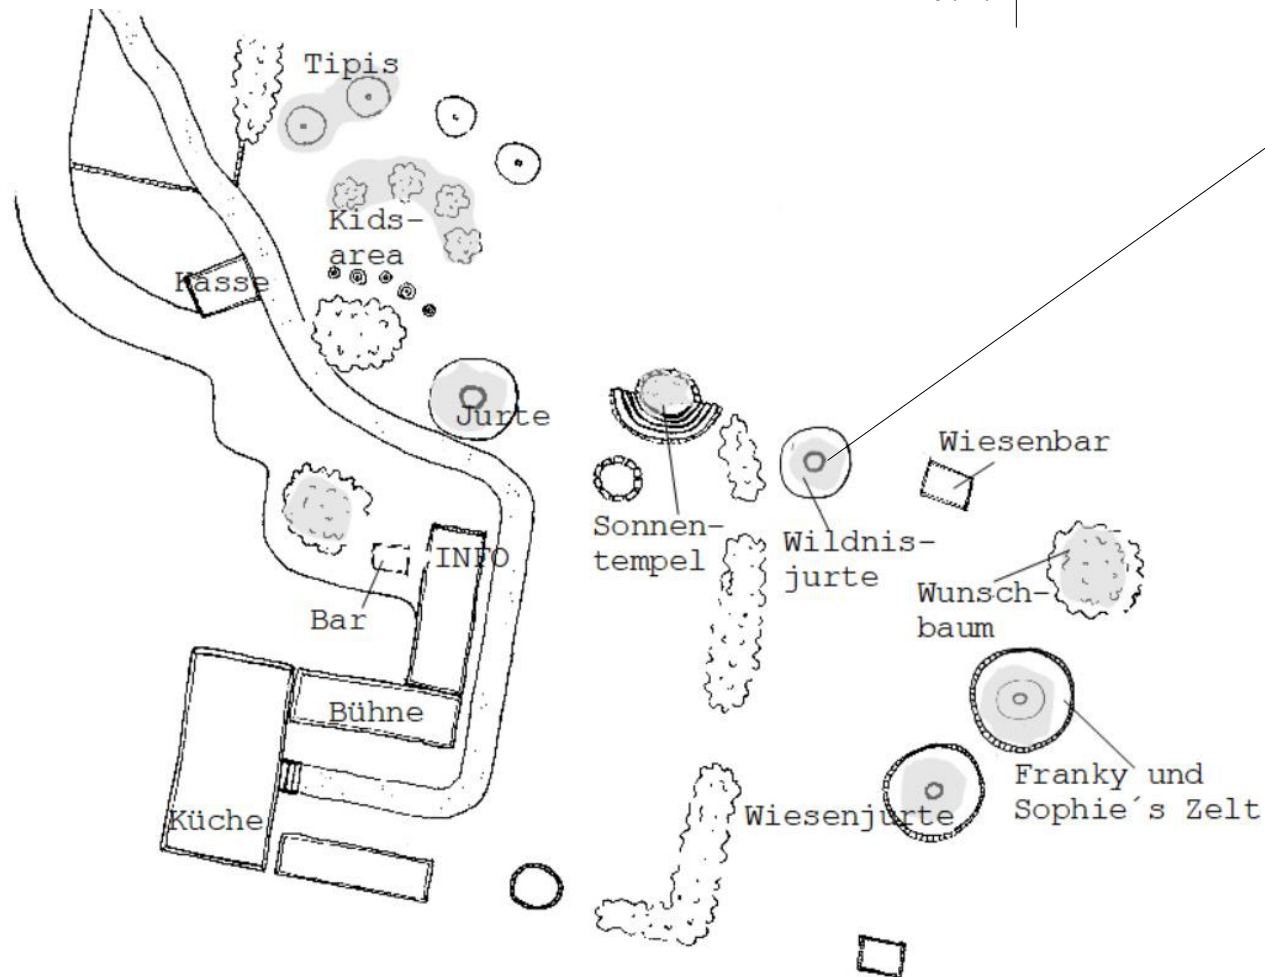 Tipis
Kids-
area
Kasse
Jurte
Wiesenbar
Sonnen-
tempel
Wildnis-
jurte
INFO
Wunsch-
baum
Bar
Bühne
Franky und
Sophie´s Zelt
Wiesenjurte
Küche